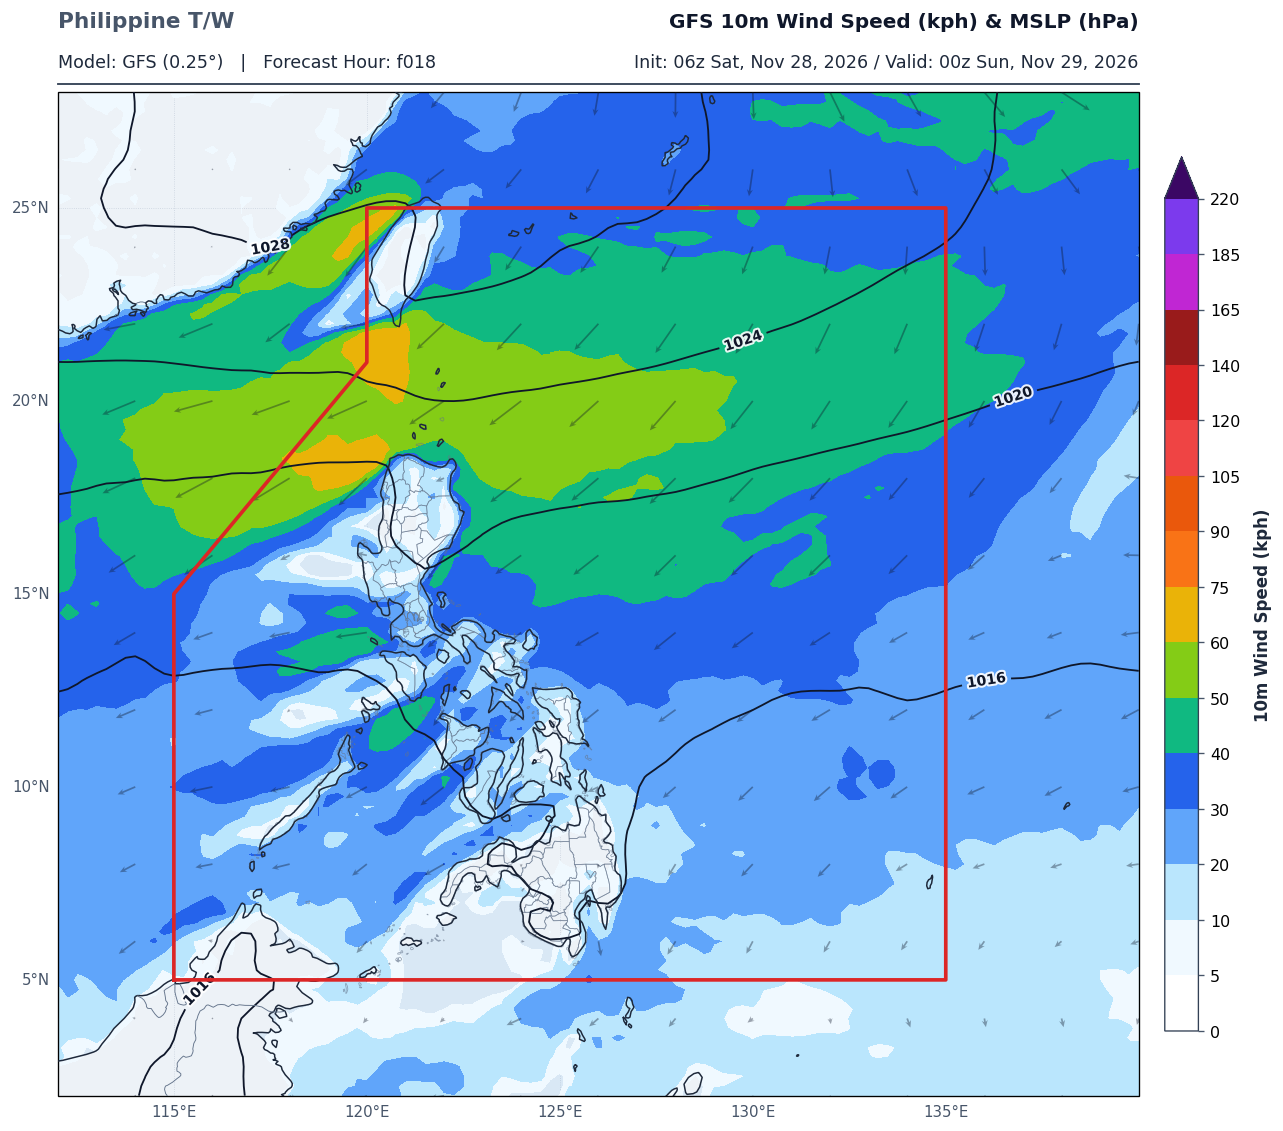 Philippine T/W
GFS 10m Wind Speed (kph) & MSLP (hPa)
Model: GFS (0.25°)   |   Forecast Hour: f018
Init: 06z Sat, Nov 28, 2026 / Valid: 00z Sun, Nov 29, 2026
25°N
20°N
15°N
10°N
5°N
115°E
120°E
125°E
130°E
135°E
1028
1024
1020
1016
1016
220
185
165
140
120
105
90
75
60
50
40
30
20
10
5
0
10m Wind Speed (kph)